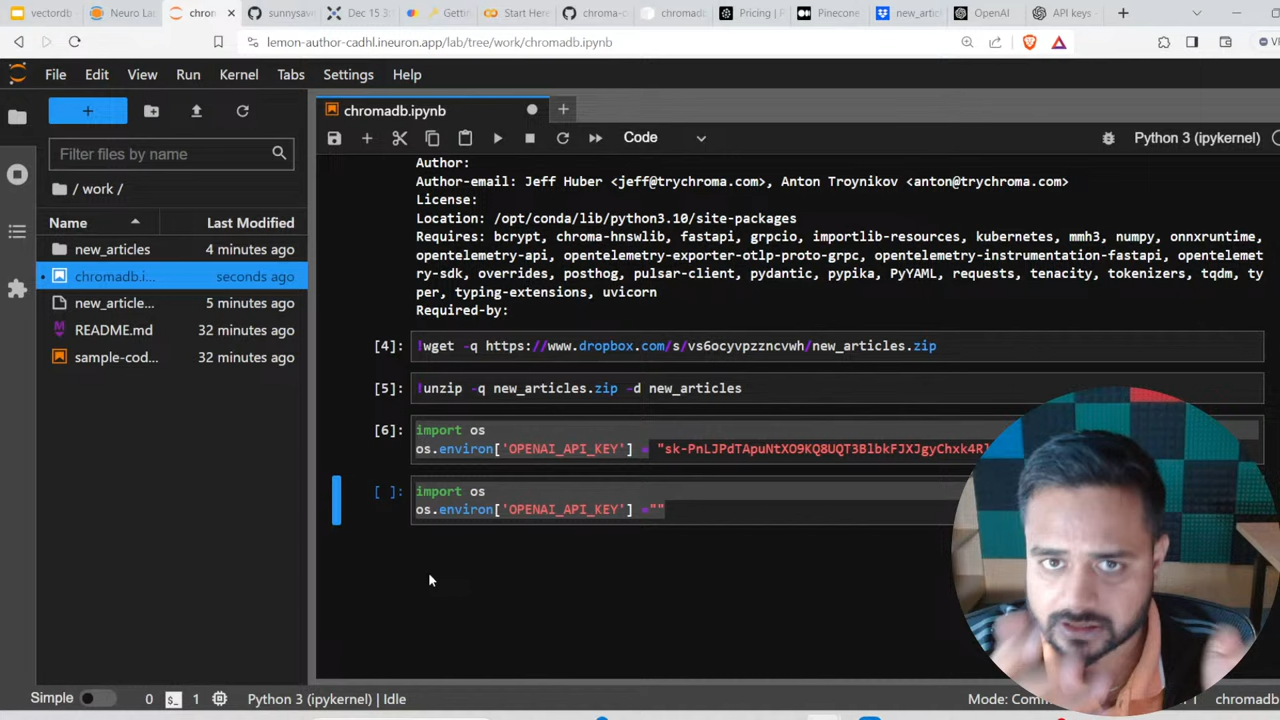 vectordb
Neuro La
chron
sunnysav
Dec 15 3:
Gettin
Start Here
chroma-c
chromadb
Pricing |
Pinecone
new_artic
OpenAI
API keys
lemon-author-cadhl.ineuron.app/lab/tree/work/chromadb.ipynb
File Edit View Run Kernel Tabs Settings Help
Filter files by name
/ work /
Name Last Modified
new_articles 4 minutes ago
chromadb.i... seconds ago
new_article... 5 minutes ago
README.md 32 minutes ago
sample-cod... 32 minutes ago
chromadb.ipynb
Code
Python 3 (ipykernel)
Author:
Author-email: Jeff Huber <jeff@trychroma.com>, Anton Troynikov <anton@trychroma.com>
License:
Location: /opt/conda/lib/python3.10/site-packages
Requires: bcrypt, chroma-hnswlib, fastapi, grpcio, importlib-resources, kubernetes, mmh3, numpy, onnxruntime,
opentelemetry-api, opentelemetry-exporter-otlp-proto-grpc, opentelemetry-instrumentation-fastapi, opentelemet
ry-sdk, overrides, posthog, pulsar-client, pydantic, pypika, PyYAML, requests, tenacity, tokenizers, tqdm, ty
per, typing-extensions, uvicorn
Required-by:
[4]: !wget -q https://www.dropbox.com/s/vs6ocyvpzzncvwh/new_articles.zip
[5]: !unzip -q new_articles.zip -d new_articles
[6]: import os
os.environ['OPENAI_API_KEY'] = "sk-PnLJPdTApuNtXO9KQ8UQT3BlbkFJXJgyChxk4Rl
[ ]: import os
os.environ['OPENAI_API_KEY'] =""
Simple 0 1 Python 3 (ipykernel) | Idle
Mode: Comm
chromadb